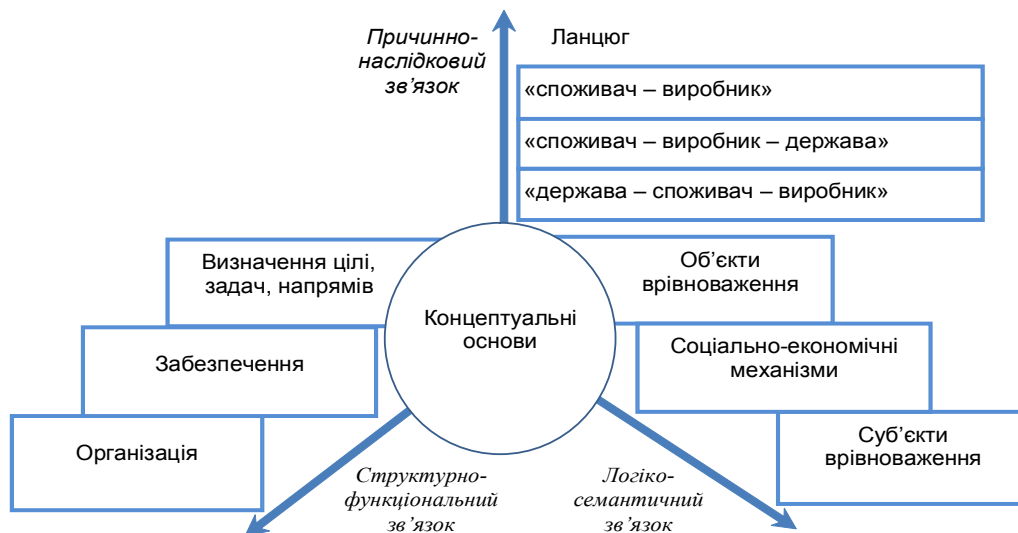 Причинно-
наслідковий
зв’язок
Ланцюг
«споживач – виробник»
«споживач – виробник – держава»
«держава – споживач – виробник»
Визначення цілі,
задач, напрямів
Об’єкти
врівноваження
Концептуальні
основи
Забезпечення
Соціально-економічні
механізми
Організація
Суб’єкти
врівноваження
Структурно-
функціональний
зв’язок
Логіко-
семантичний
зв’язок